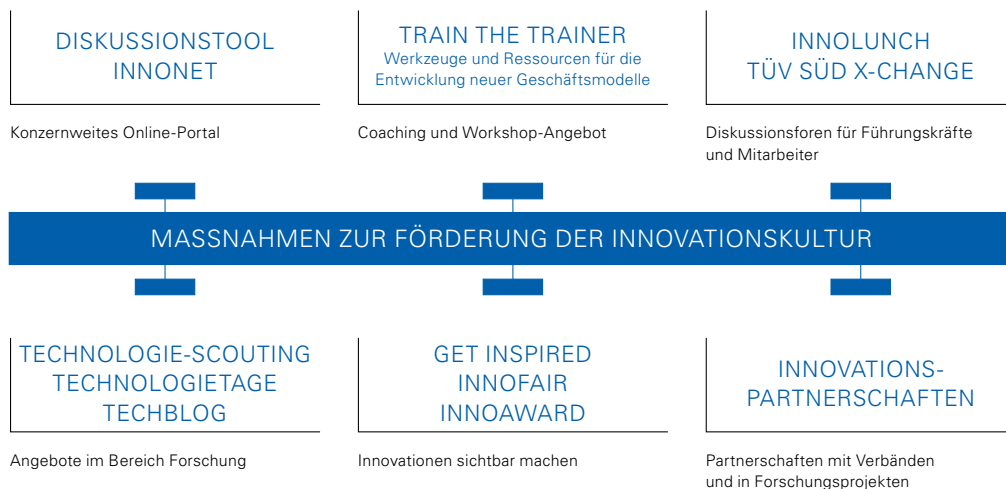 DISKUSSIONSTOOL
INNONET
Konzernweites Online-Portal
TRAIN THE TRAINER
Werkzeuge und Ressourcen für die
Entwicklung neuer Geschäftsmodelle
Coaching und Workshop-Angebot
INNOLUNCH
TÜV SÜD X-CHANGE
Diskussionsforen für Führungskräfte
und Mitarbeiter
MASSNAHMEN ZUR FÖRDERUNG DER INNOVATIONSKULTUR
TECHNOLOGIE-SCOUTING
TECHNOLOGIETAGE
TECHBLOG
Angebote im Bereich Forschung
GET INSPIRED
INNOFAIR
INNOAWARD
Innovationen sichtbar machen
INNOVATIONS-
PARTNERSCHAFTEN
Partnerschaften mit Verbänden
und in Forschungsprojekten